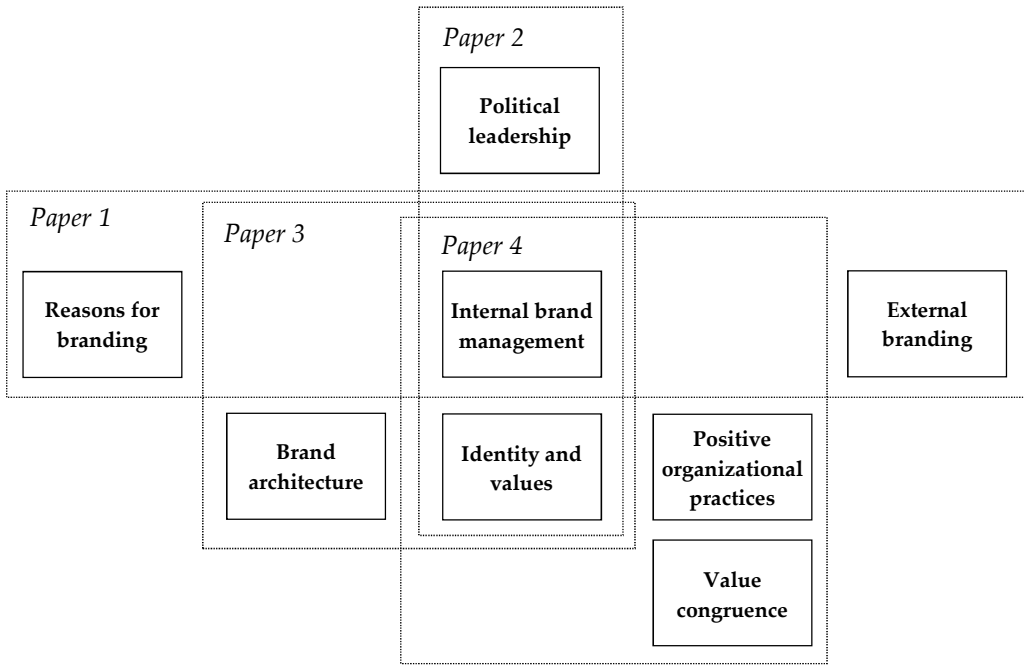 Paper 2
Political
leadership
Paper 1
Paper 3
Paper 4
Reasons for
branding
Internal brand
management
External
branding
Brand
architecture
Identity and
values
Positive
organizational
practices
Value
congruence